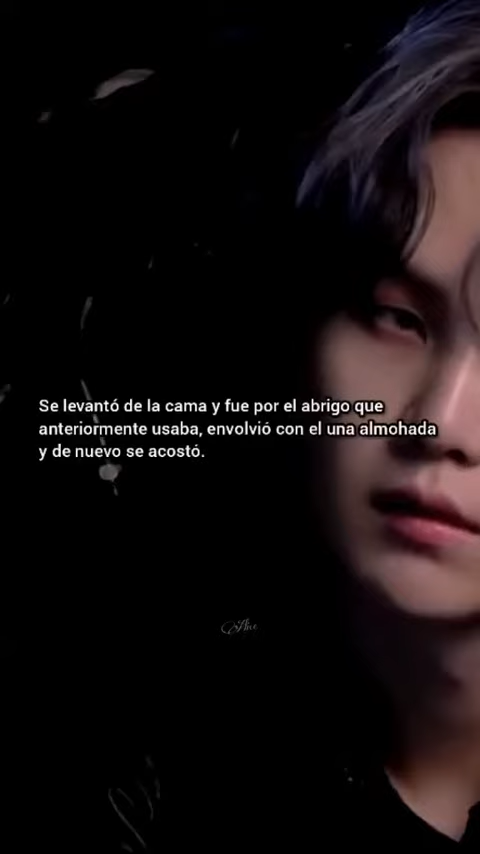 Se levantó de la cama y fue por el abrigo que
anteriormente usaba, envolvió con el una almohada
y de nuevo se acostó.